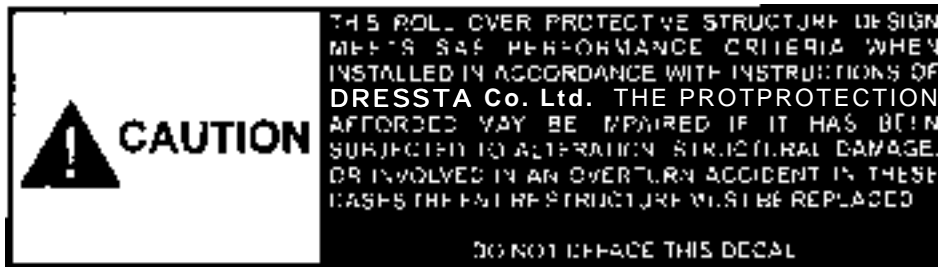 CAUTION
THIS ROLL OVER PROTECTIVE STRUCTURE DESIGN
MEETS SAE PERFORMANCE CRITERIA WHEN
INSTALLED IN ACCORDANCE WITH INSTRUCTIONS OF
DRESSTA Co. Ltd. THE PROTPROTECTION
AFFORDED MAY BE IMPAIRED IF IT HAS BEEN
SUBJECTED TO ALTERATION STRUCTURAL DAMAGE.
OR INVOLVED IN AN OVERTURN ACCIDENT IN THESE
CASES THE ENTIRE STRUCTURE MUST BE REPLACED
DO NOT DEFACE THIS DECAL